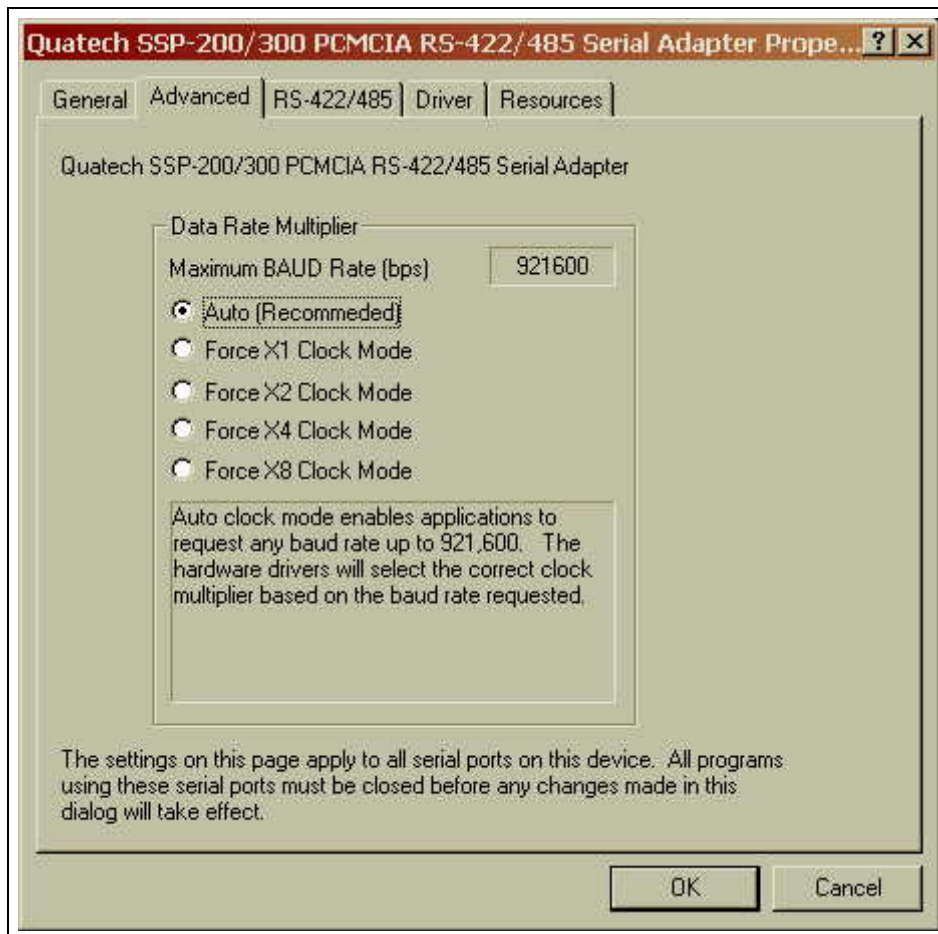 Quatech SSP-200/300 PCMCIA RS-422/485 Serial Adapter Prope...
General Advanced RS-422/485 Driver Resources
Quatech SSP-200/300 PCMCIA RS-422/485 Serial Adapter
Data Rate Multiplier
Maximum BAUD Rate (bps) 921600
Auto (Recommeded)
Force X1 Clock Mode
Force X2 Clock Mode
Force X4 Clock Mode
Force X8 Clock Mode
Auto clock mode enables applications to
request any baud rate up to 921,600. The
hardware drivers will select the correct clock
multiplier based on the baud rate requested.
The settings on this page apply to all serial ports on this device. All programs
using these serial ports must be closed before any changes made in this
dialog will take effect.
OK Cancel